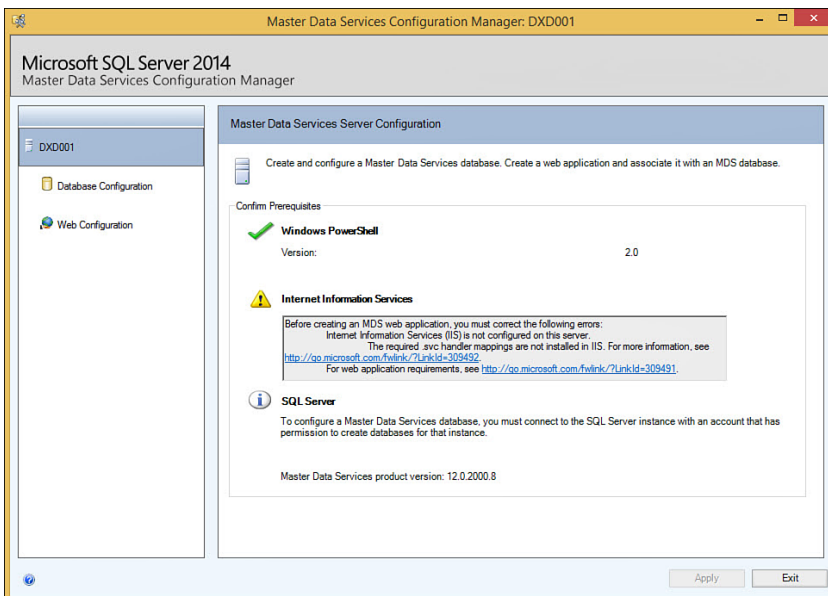 Master Data Services Configuration Manager: DXD001
Microsoft SQL Server 2014
Master Data Services Configuration Manager
DXD001
Database Configuration
Web Configuration
Master Data Services Server Configuration
Create and configure a Master Data Services database. Create a web application and associate it with an MDS database.
Confirm Prerequisites
Windows PowerShell
Version: 2.0
Internet Information Services
Before creating an MDS web application, you must correct the following errors:
Internet Information Services (IIS) is not configured on this server.
The required .svc handler mappings are not installed in IIS. For more information, see
http://go.microsoft.com/fwlink/?LinkId=309492.
For web application requirements, see http://go.microsoft.com/fwlink/?LinkId=309491.
SQL Server
To configure a Master Data Services database, you must connect to the SQL Server instance with an account that has
permission to create databases for that instance.
Master Data Services product version: 12.0.2000.8
Apply
Exit